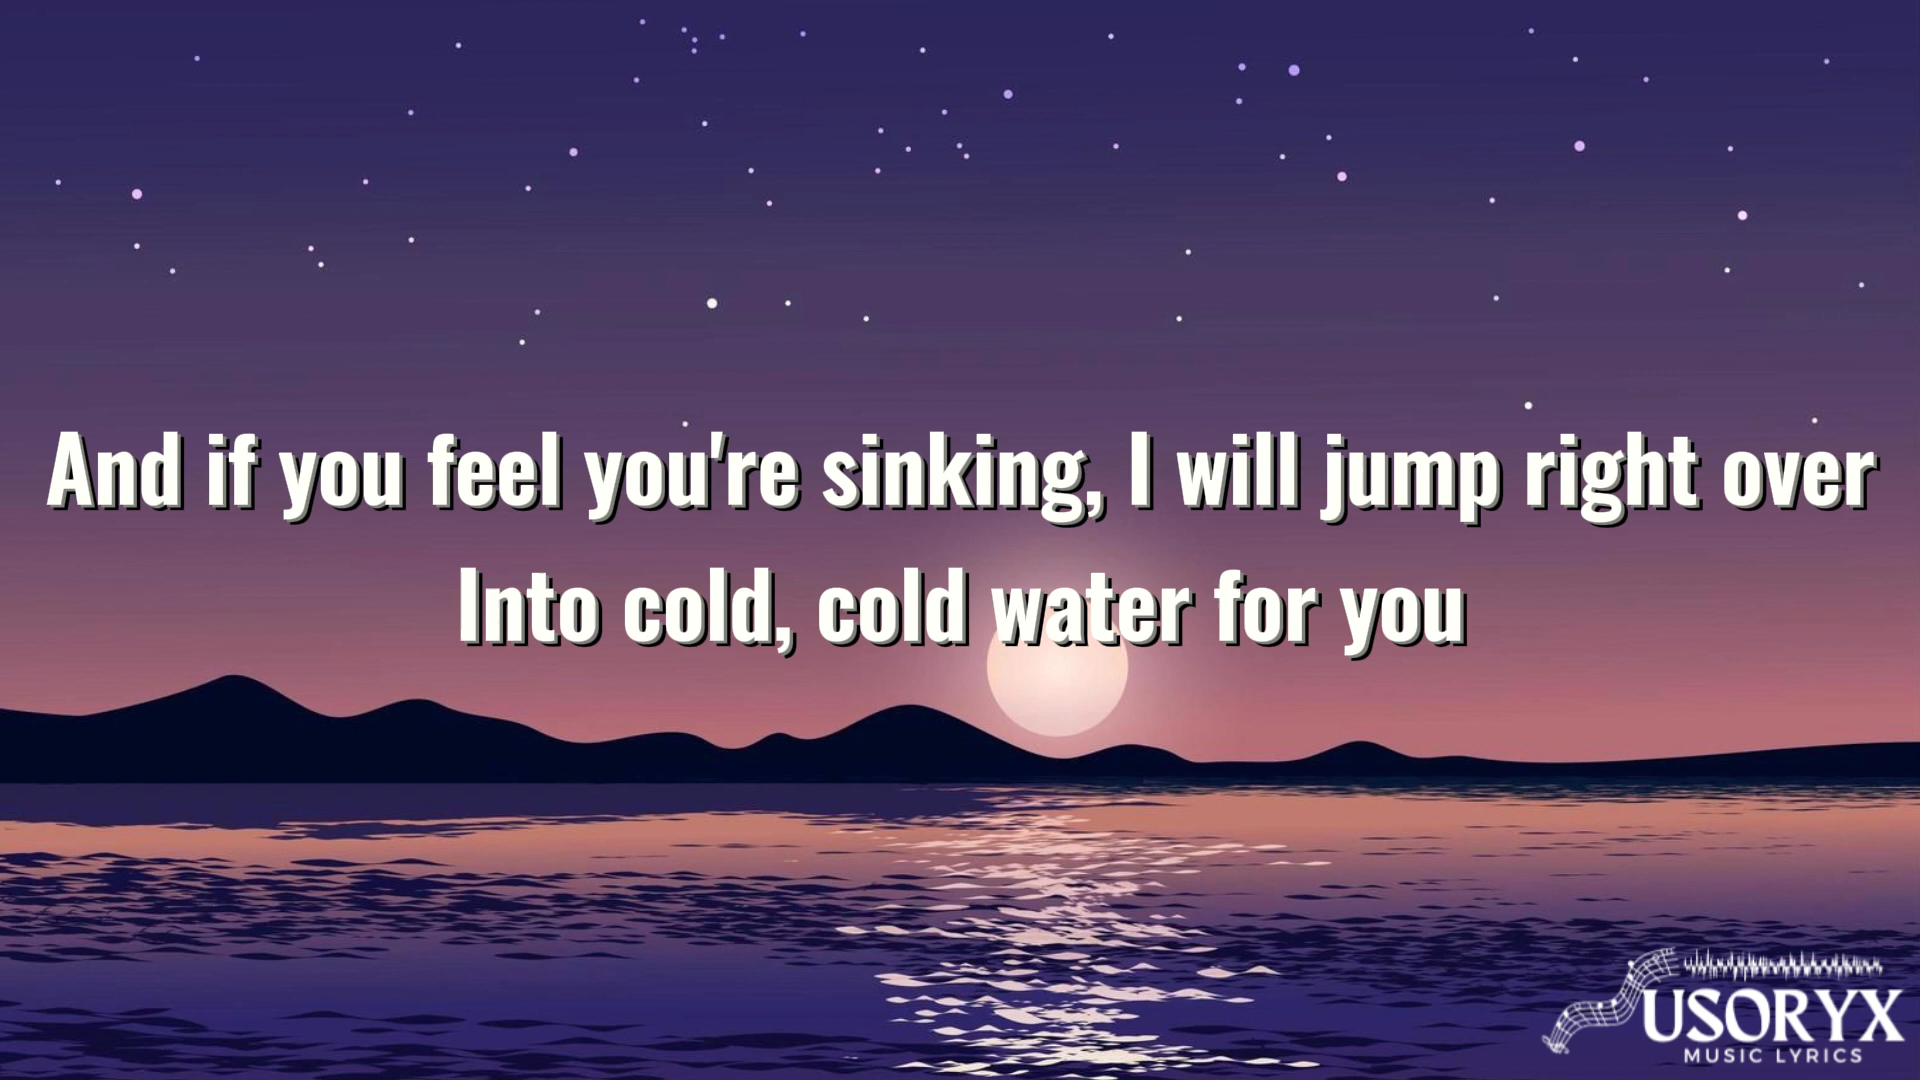 And if you feel you're sinking, I will jump right over
Into cold, cold water for you
USORYX
MUSIC LYRICS